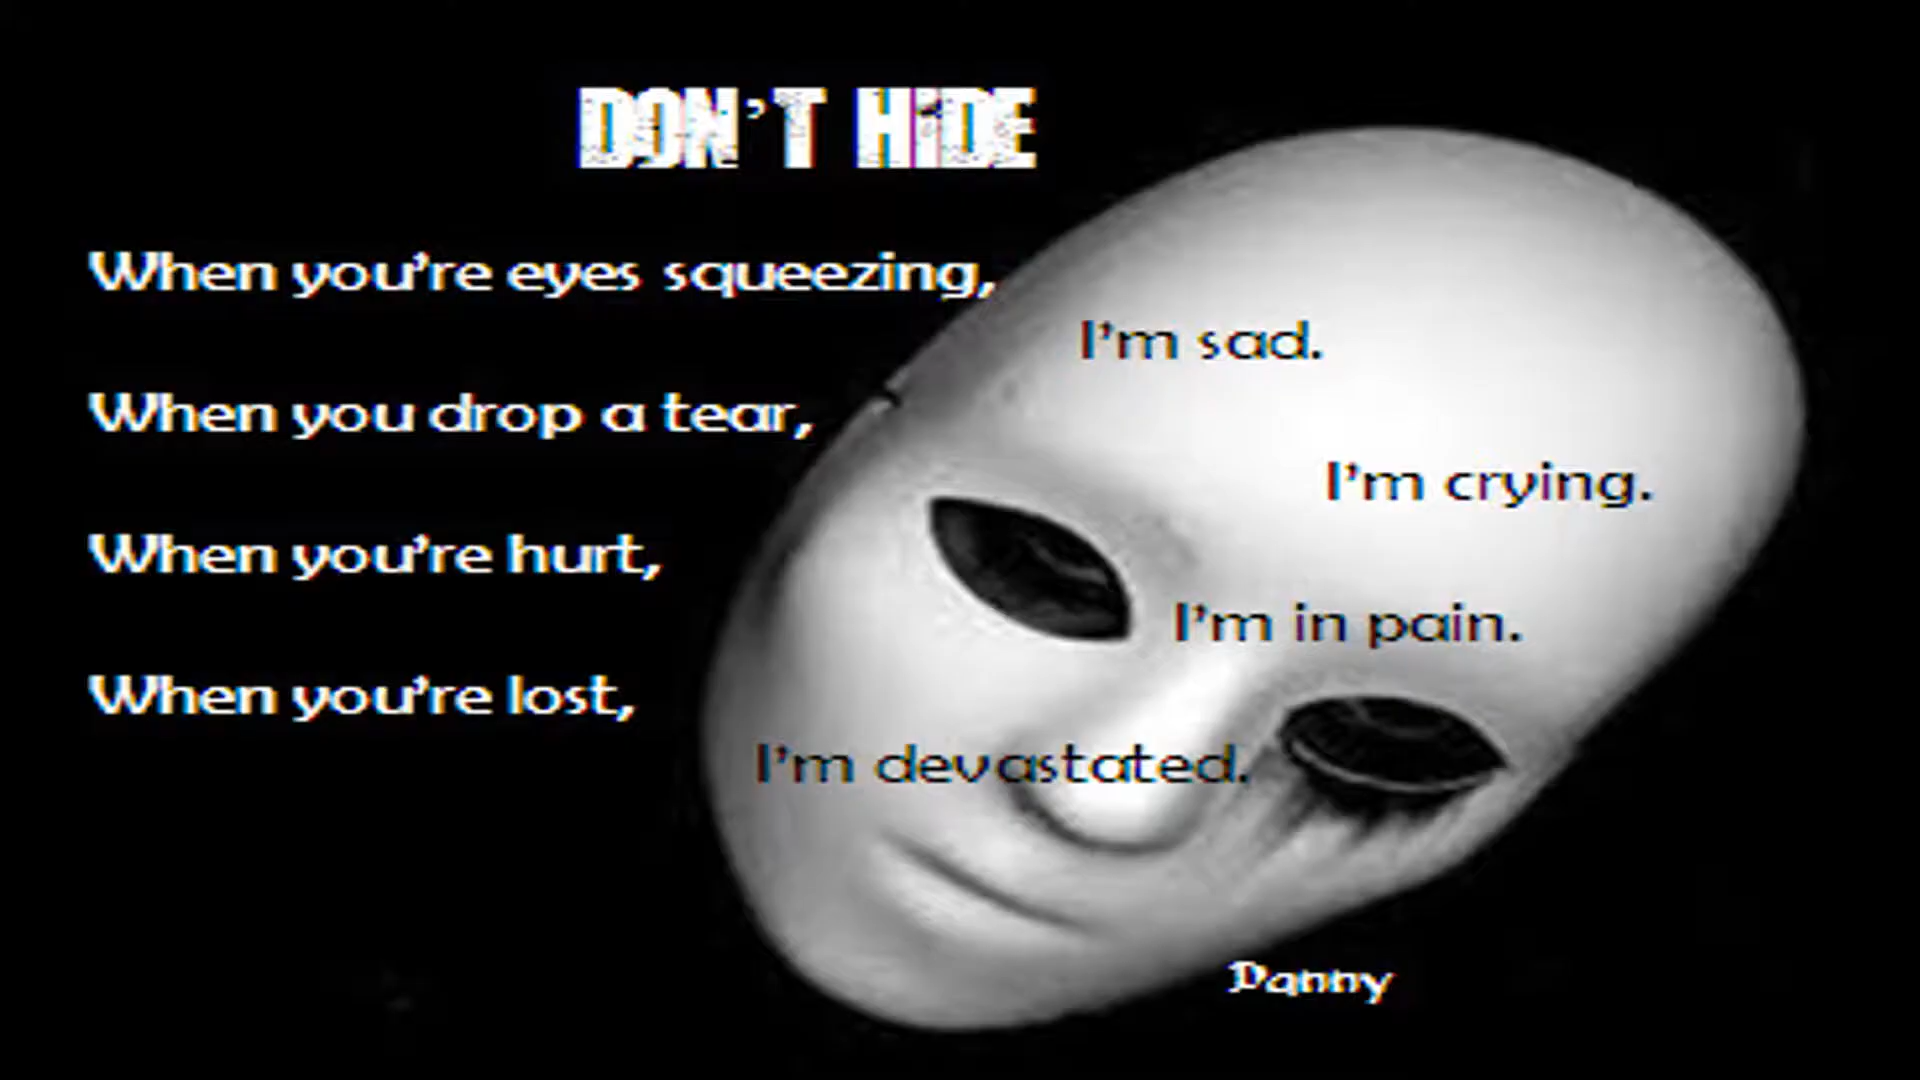 DON'T HiDE
When you're eyes squeezing,
I'm sad.
When you drop a tear,
I'm crying.
When you're hurt,
I'm in pain.
When you're lost,
I'm devastated.
Danny